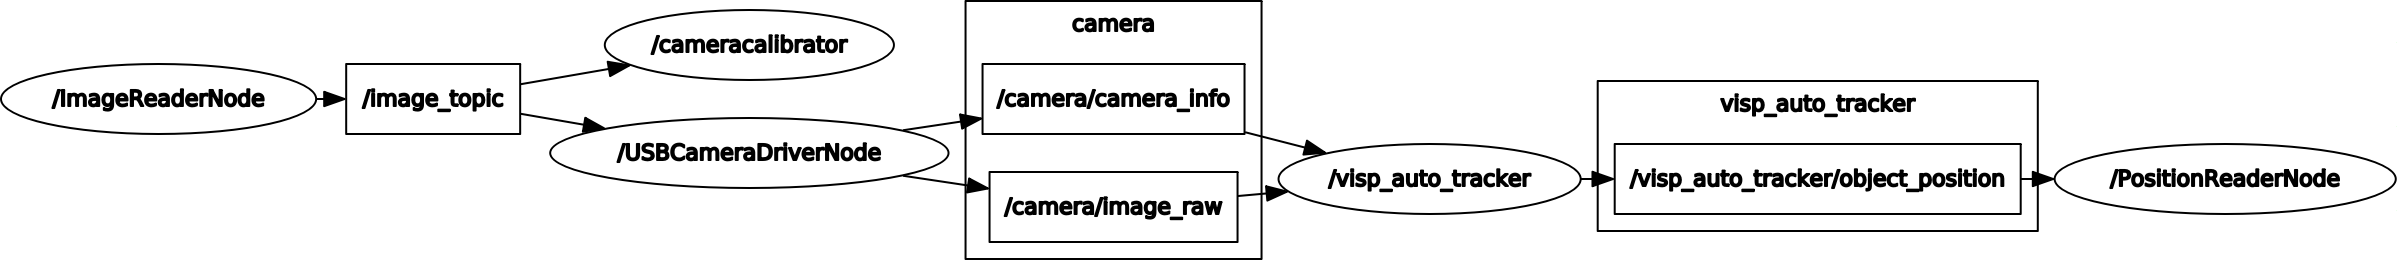 /ImageReaderNode
/image_topic
/cameracalibrator
/USBCameraDriverNode
camera
/camera/camera_info
/camera/image_raw
/visp_auto_tracker
visp_auto_tracker
/visp_auto_tracker/object_position
/PositionReaderNode